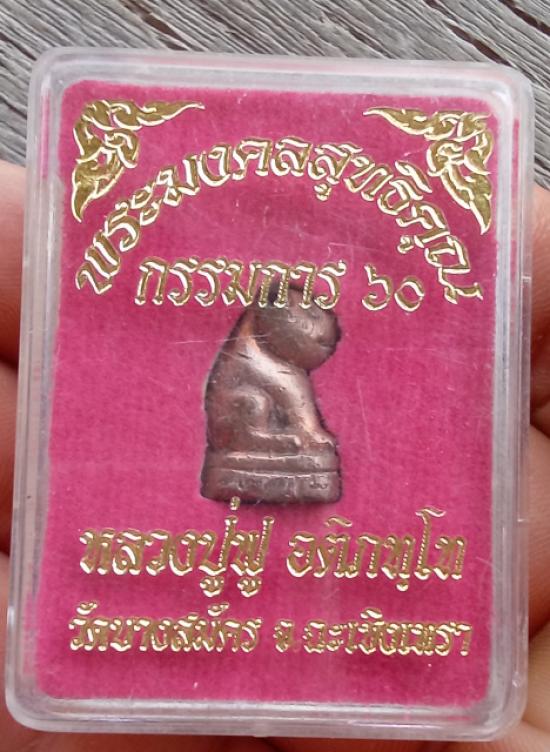 พระมงคลสุทธิคุณ
กรรมการ ๖๐
หลวงปู่ฟู อติภทฺโท
วัดบางสมัคร จ.ฉะเชิงเทรา